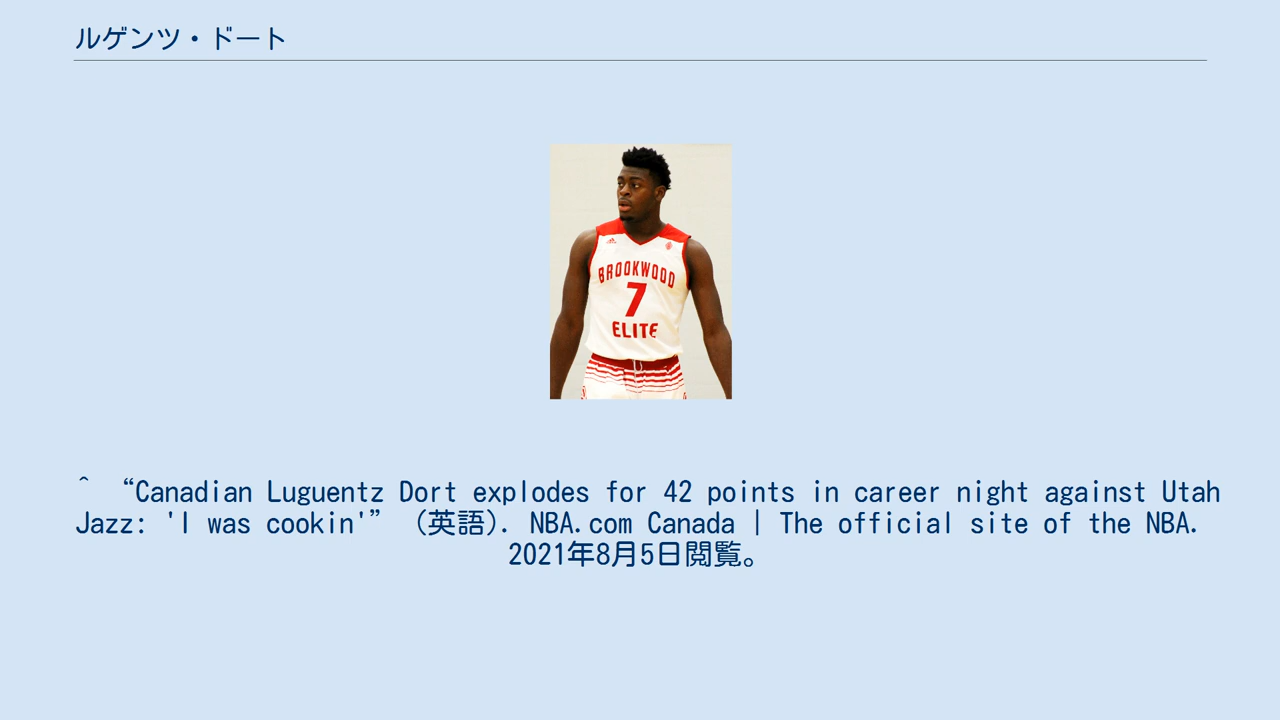 ルゲンツ・ドート
BROOKWOOD
7
ELITE
^ “Canadian Luguentz Dort explodes for 42 points in career night against Utah
Jazz: 'I was cookin'” (英語). NBA.com Canada | The official site of the NBA.
2021年8月5日閲覧。